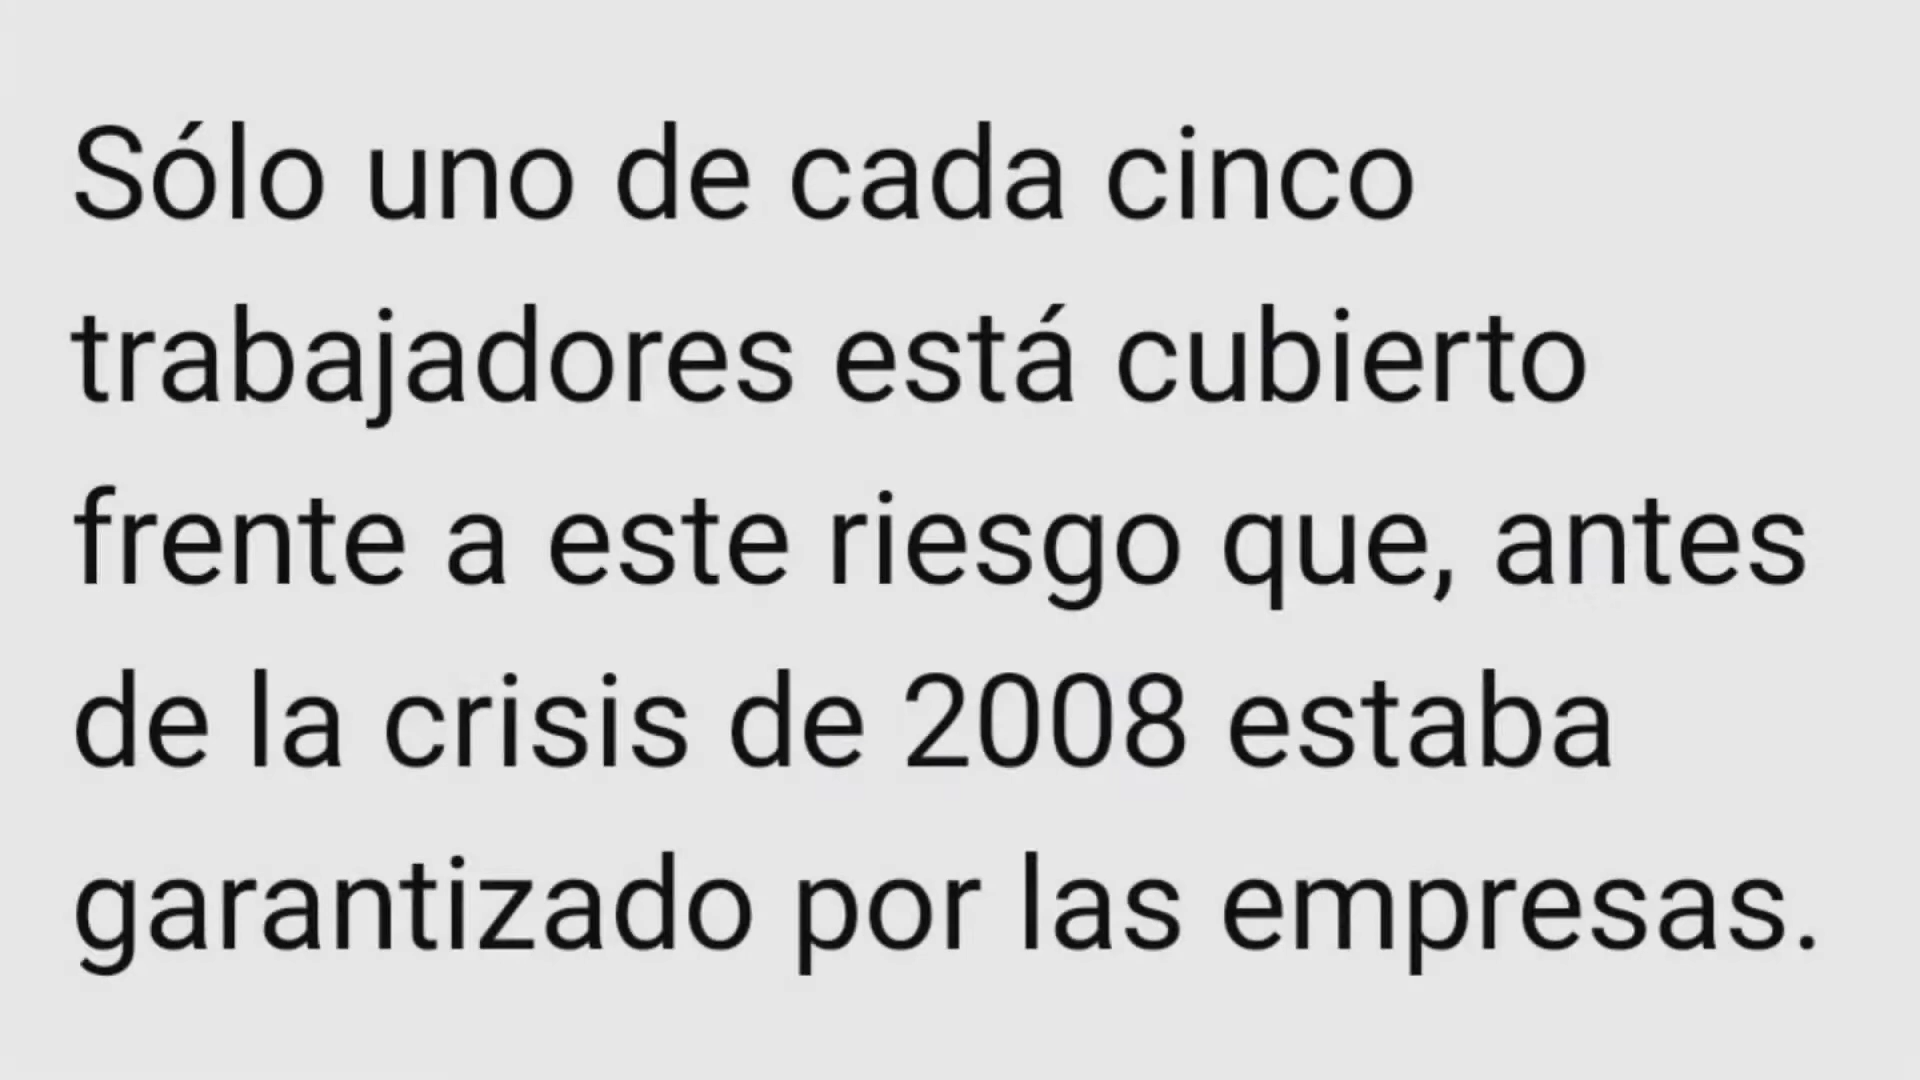 Sólo uno de cada cinco
trabajadores está cubierto
frente a este riesgo que, antes
de la crisis de 2008 estaba
garantizado por las empresas.